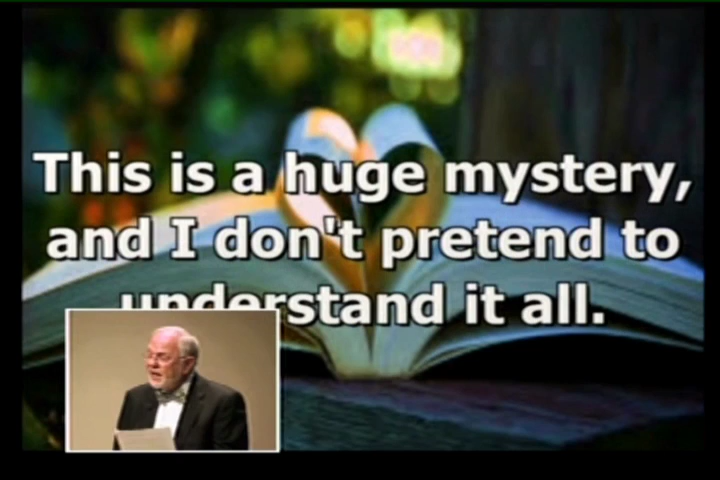 This is a huge mystery,
and I don't pretend to
understand it all.